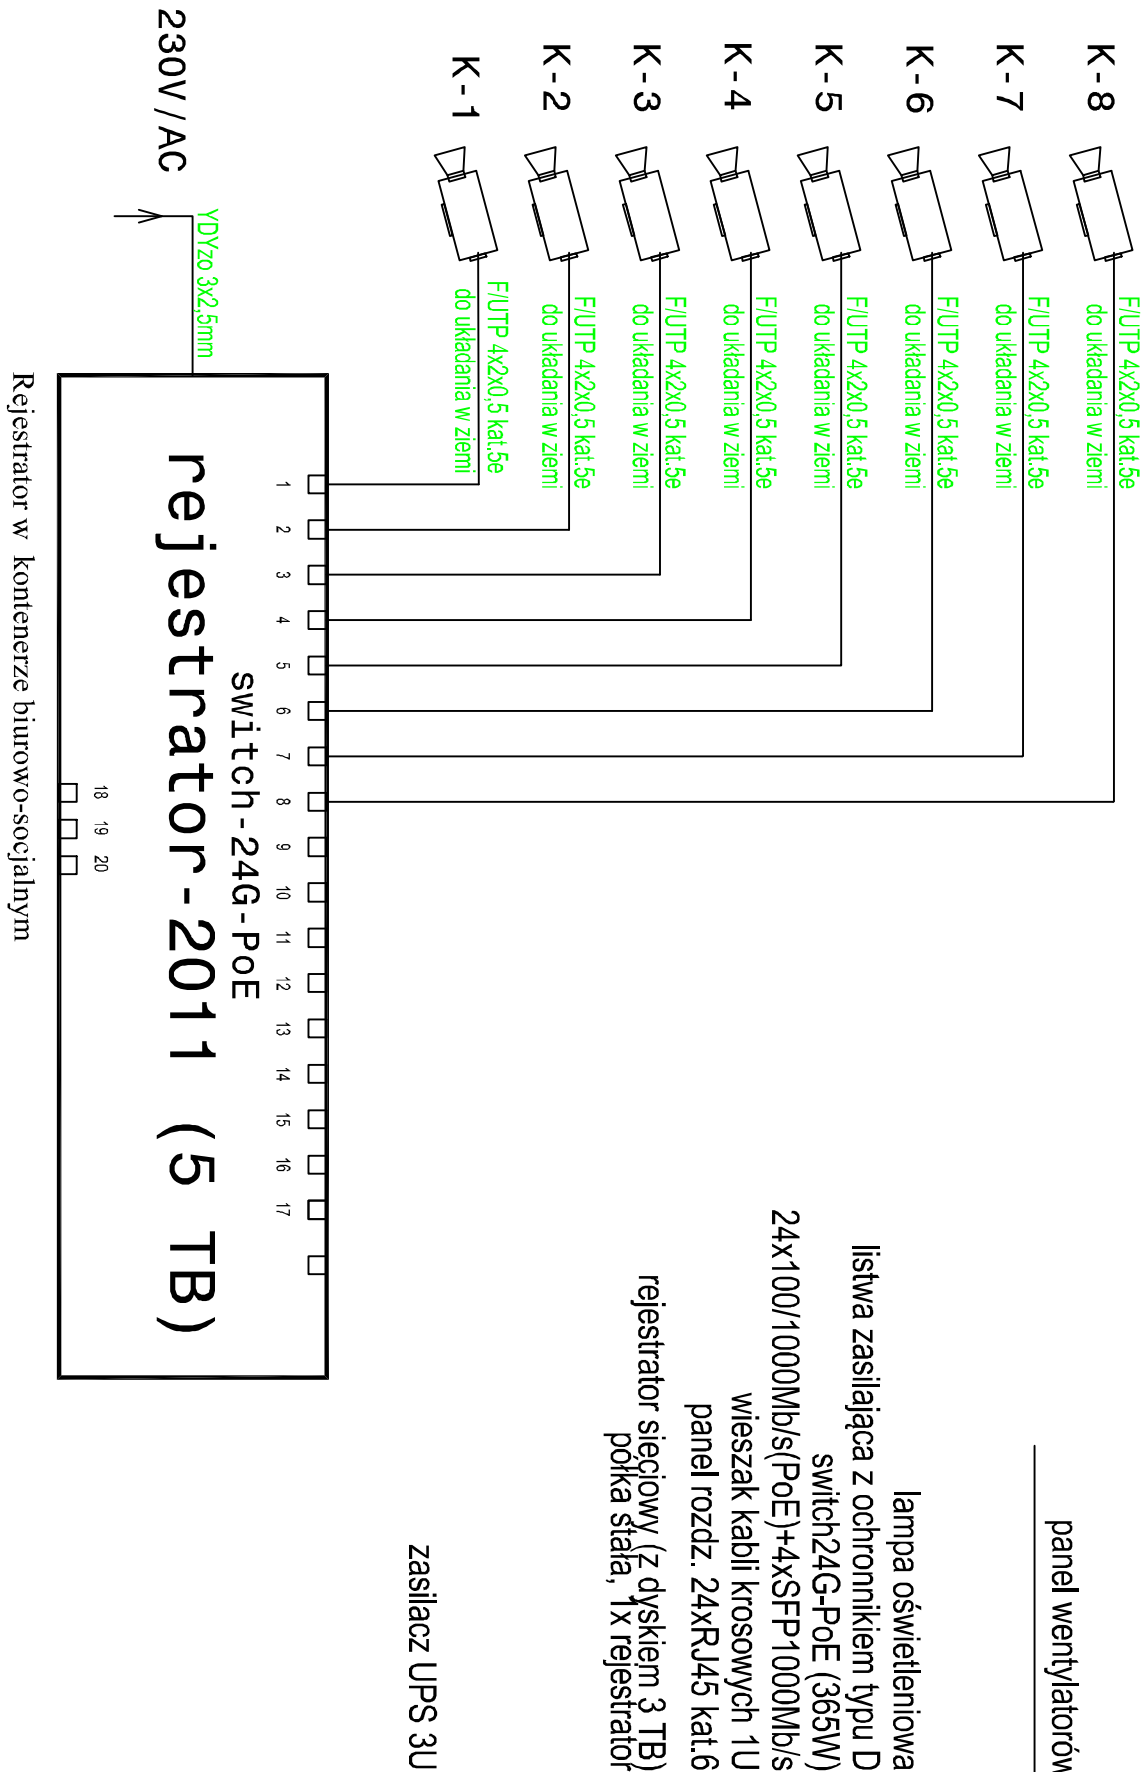 K-8
K-7
K-6
K-5
K-4
K-3
K-2
K-1
230V/AC
F/UTP 4x2x0,5 kat.5e
do układania w ziemi
F/UTP 4x2x0,5 kat.5e
do układania w ziemi
F/UTP 4x2x0,5 kat.5e
do układania w ziemi
F/UTP 4x2x0,5 kat.5e
do układania w ziemi
F/UTP 4x2x0,5 kat.5e
do układania w ziemi
F/UTP 4x2x0,5 kat.5e
do układania w ziemi
F/UTP 4x2x0,5 kat.5e
do układania w ziemi
F/UTP 4x2x0,5 kat.5e
do układania w ziemi
YDYżo 3x2,5mm
1 2 3 4 5 6 7 8 9 10 11 12 13 14 15 16 17
switch-24G-PoE
rejestrator-2011 (5 TB)
18 19 20
Rejestrator w kontenerze biurowo-socjalnym
panel wentylatorów
lampa oświetleniowa
listwa zasilająca z ochronnikiem typu D
switch24G-PoE (365W)
24x100/1000Mb/s(PoE)+4xSFP1000Mb/s
wieszak kabli krosowych 1U
panel rozdz. 24xRJ45 kat.6
rejestrator sięciowy (z dyskiem 3 TB)
półka stała, 1x rejestrator
zasilacz UPS 3U